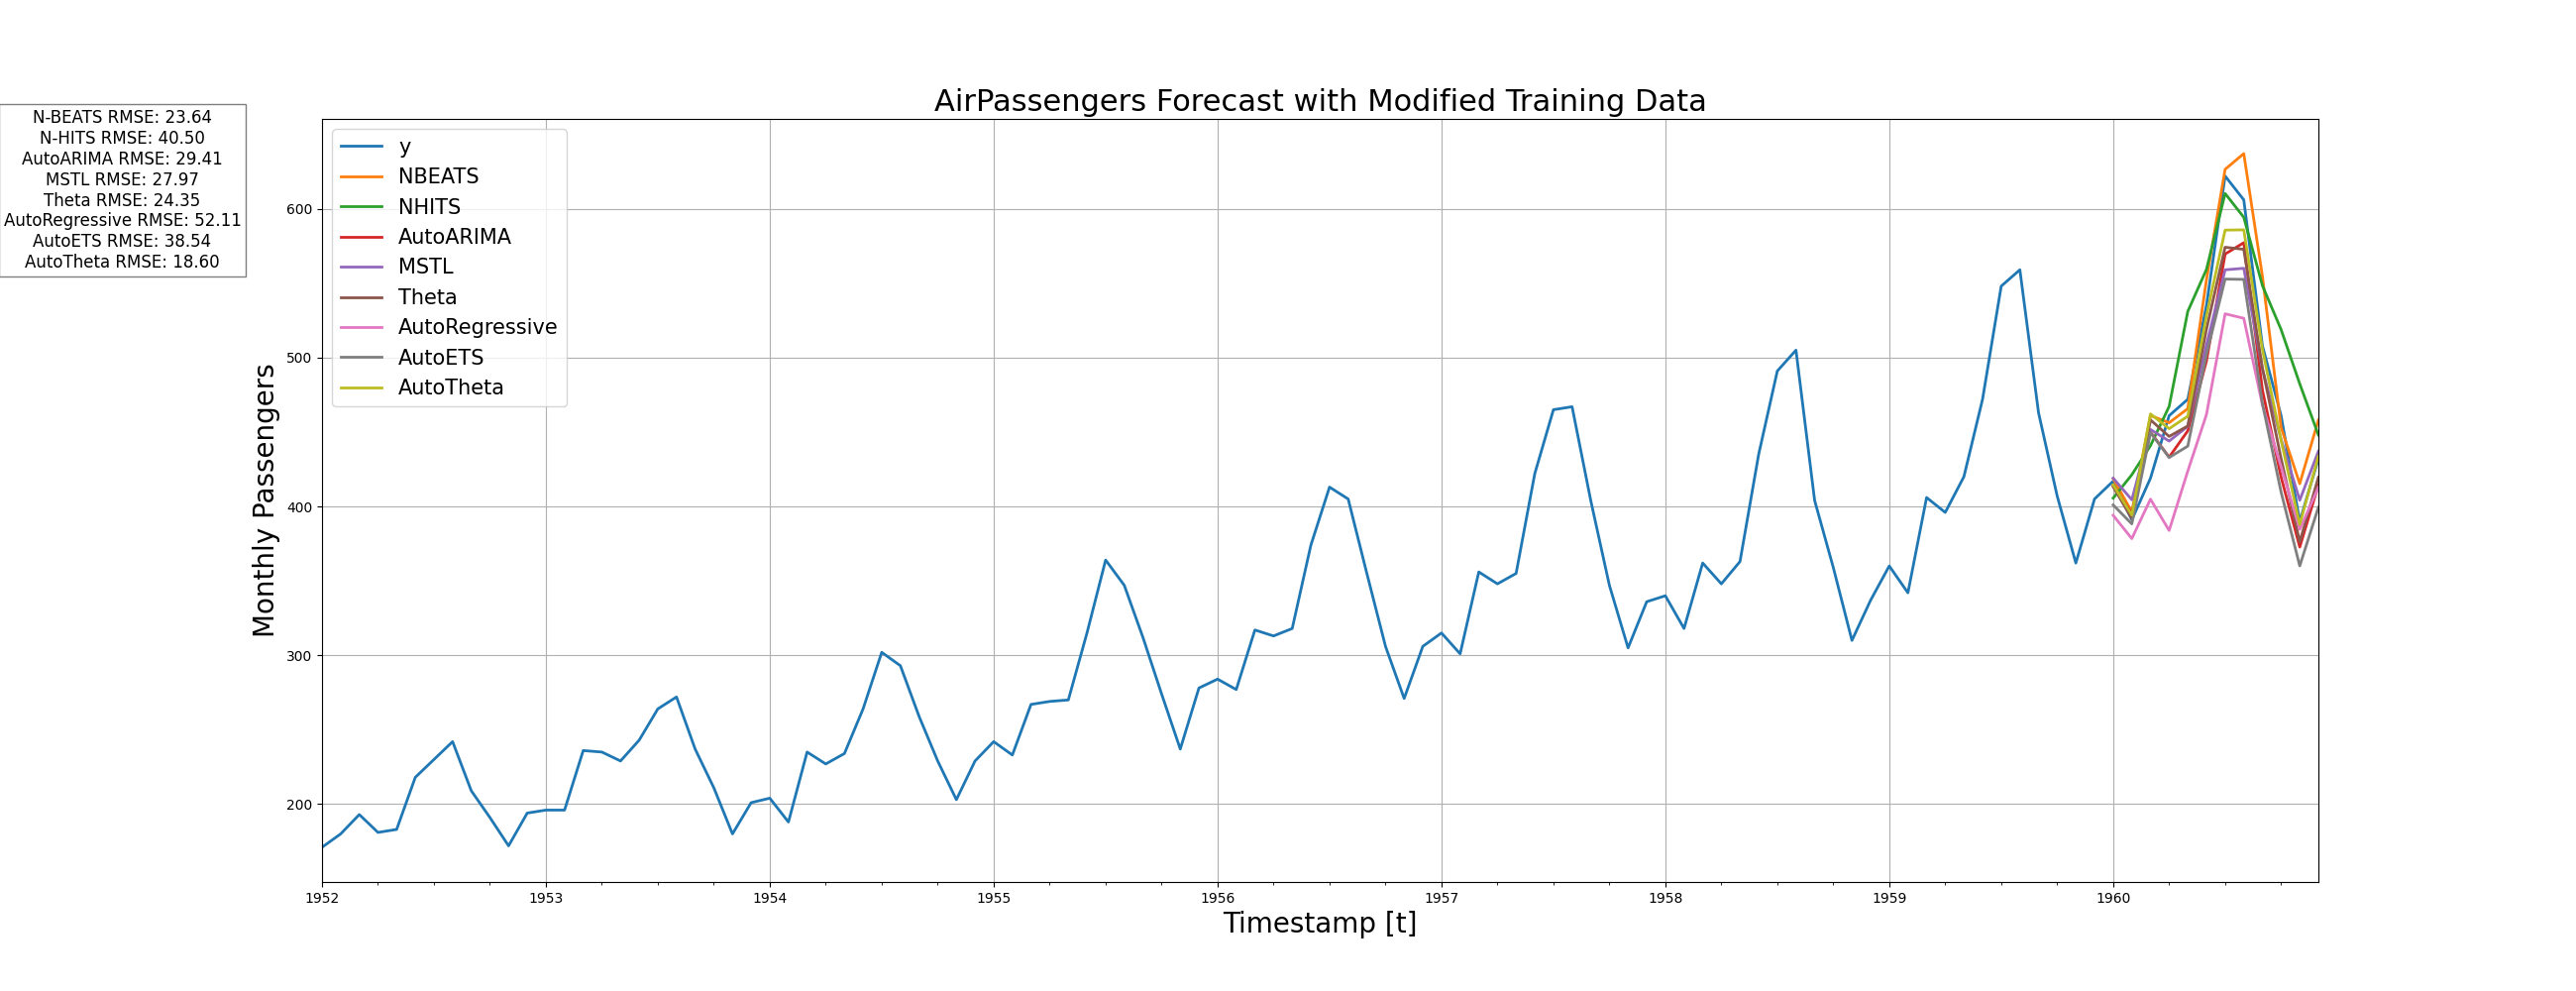 AirPassengers Forecast with Modified Training Data
N-BEATS RMSE: 23.64
N-HITS RMSE: 40.50
AutoARIMA RMSE: 29.41
MSTL RMSE: 27.97
Theta RMSE: 24.35
AutoRegressive RMSE: 52.11
AutoETS RMSE: 38.54
AutoTheta RMSE: 18.60
y
NBEATS
NHITS
AutoARIMA
MSTL
Theta
AutoRegressive
AutoETS
AutoTheta
Monthly Passengers
600
500
400
300
200
1952 1953 1954 1955 1956 1957 1958 1959 1960
Timestamp [t]